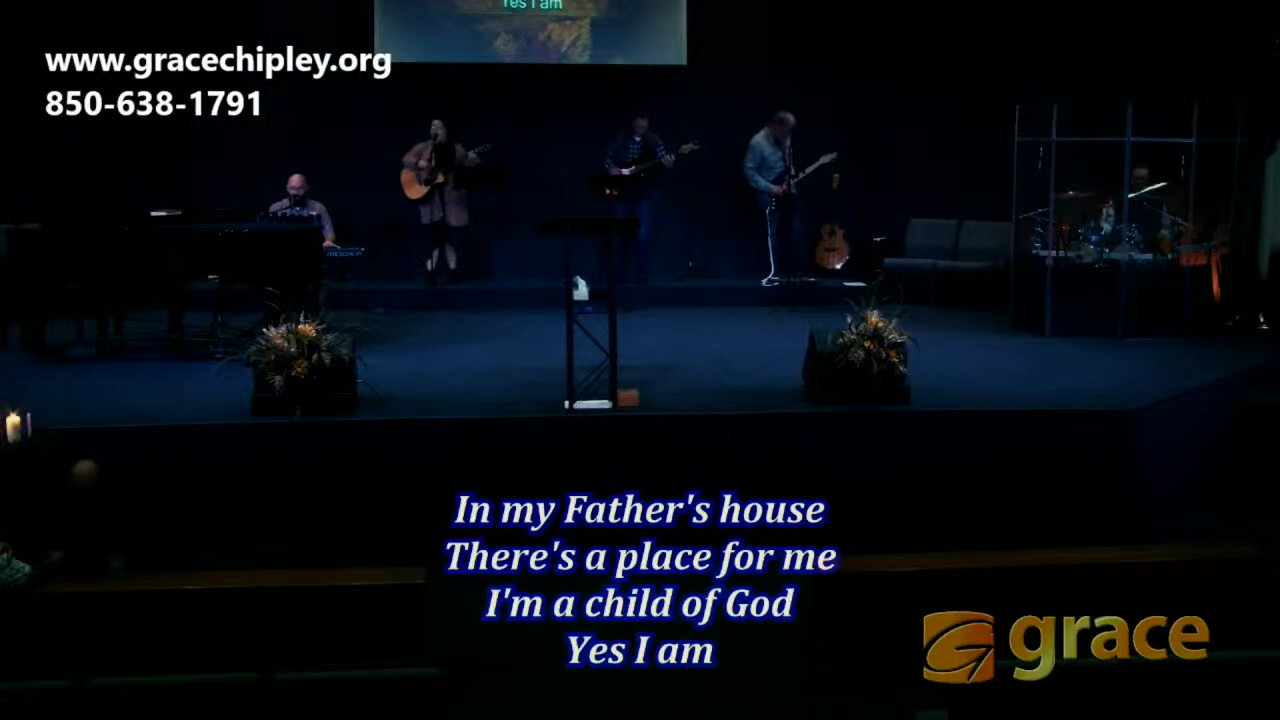 Yes I am
www.gracechipley.org
850-638-1791
In my Father's house
There's a place for me
I'm a child of God
Yes I am
grace